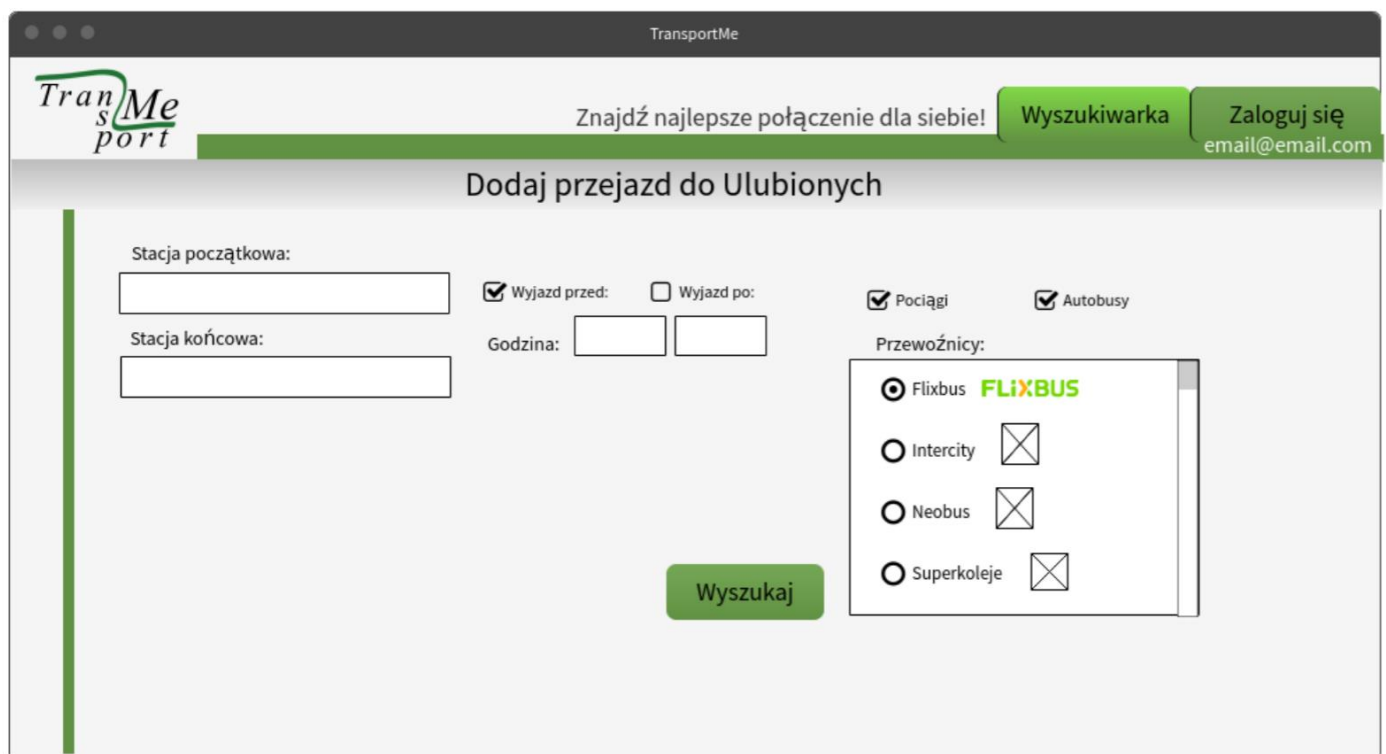 TransportMe
Trans Me
port
Znajdź najlepsze połączenie dla siebie!
Wyszukiwarka
Zaloguj się
email@email.com
Dodaj przejazd do Ulubionych
Stacja początkowa:
Stacja końcowa:
Wyjazd przed:
Wyjazd po:
Godzina:
Pociągi
Autobusy
Przewoźnicy:
Flixbus FLiXBUS
Intercity
Neobus
Superkoleje
Wyszukaj